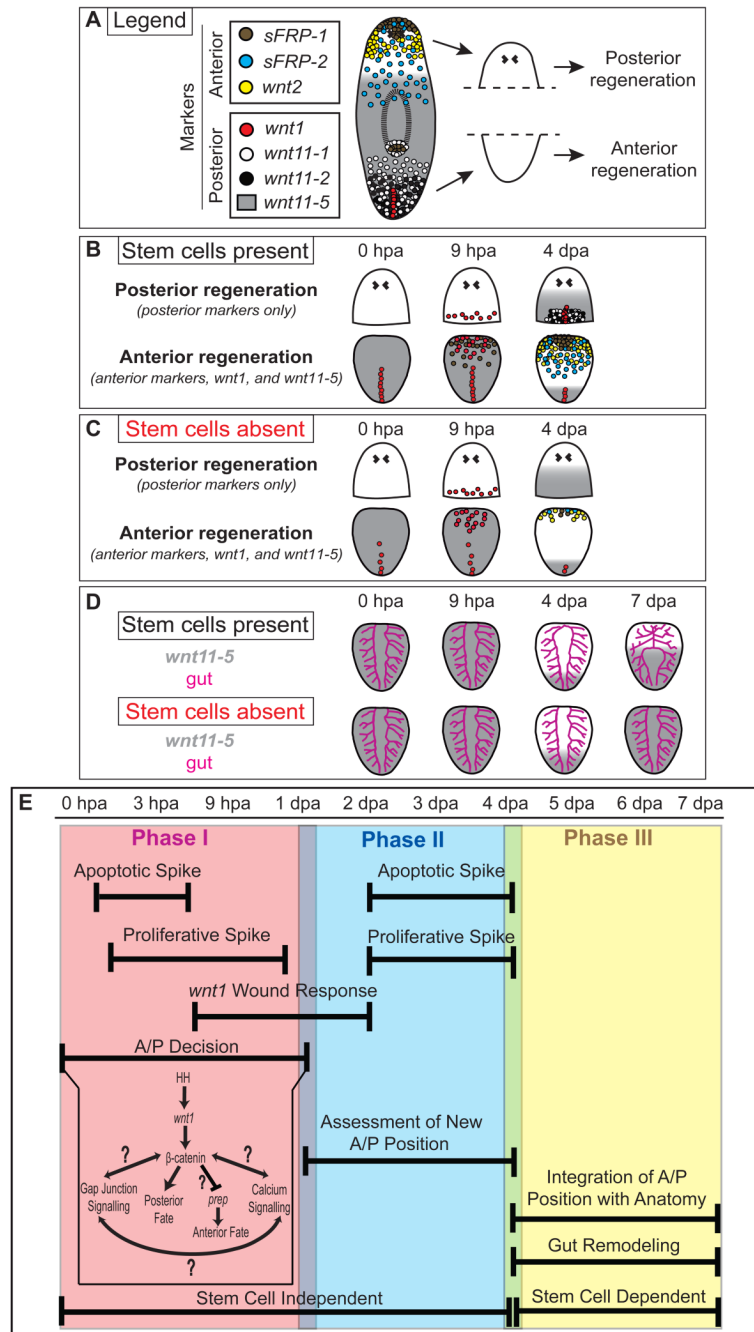 A Legend
Markers
Anterior
sFRP-1
sFRP-2
wnt2
Posterior
wnt1
wnt11-1
wnt11-2
wnt11-5
Posterior
regeneration
Anterior
regeneration
B Stem cells present
0 hpa 9 hpa 4 dpa
Posterior regeneration
(posterior markers only)
Anterior regeneration
(anterior markers, wnt1, and wnt11-5)
C Stem cells absent
0 hpa 9 hpa 4 dpa
Posterior regeneration
(posterior markers only)
Anterior regeneration
(anterior markers, wnt1, and wnt11-5)
D
0 hpa 9 hpa 4 dpa 7 dpa
Stem cells present
wnt11-5
gut
Stem cells absent
wnt11-5
gut
E
0 hpa 3 hpa 9 hpa 1 dpa 2 dpa 3 dpa 4 dpa 5 dpa 6 dpa 7 dpa
Phase I Phase II Phase III
Apoptotic Spike Apoptotic Spike
Proliferative Spike Proliferative Spike
wnt1 Wound Response
A/P Decision
HH
wnt1
β-catenin
? ? ?
Gap Junction
Signalling
Posterior
Fate
prep
Anterior Fate
Calcium
Signalling
?
Assessment of New
A/P Position
Integration of A/P
Position with Anatomy
Gut Remodeling
Stem Cell Independent Stem Cell Dependent